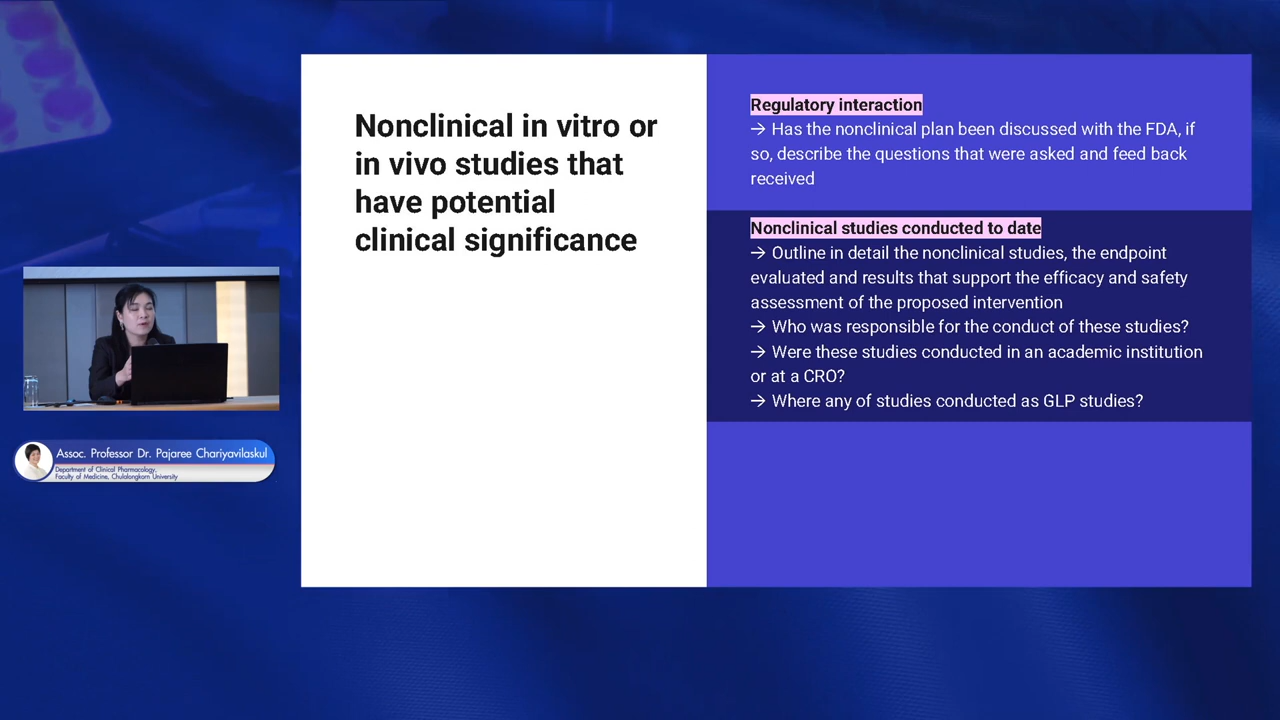 Nonclinical in vitro or
in vivo studies that
have potential
clinical significance
Regulatory interaction
→ Has the nonclinical plan been discussed with the FDA, if
so, describe the questions that were asked and feed back
received
Nonclinical studies conducted to date
→ Outline in detail the nonclinical studies, the endpoint
evaluated and results that support the efficacy and safety
assessment of the proposed intervention
→ Who was responsible for the conduct of these studies?
→ Were these studies conducted in an academic institution
or at a CRO?
→ Where any of studies conducted as GLP studies?
Assoc. Professor Dr. Pajaree Chariyavilaskul
Department of Clinical Pharmacology,
Faculty of Medicine, Chulalongkorn University